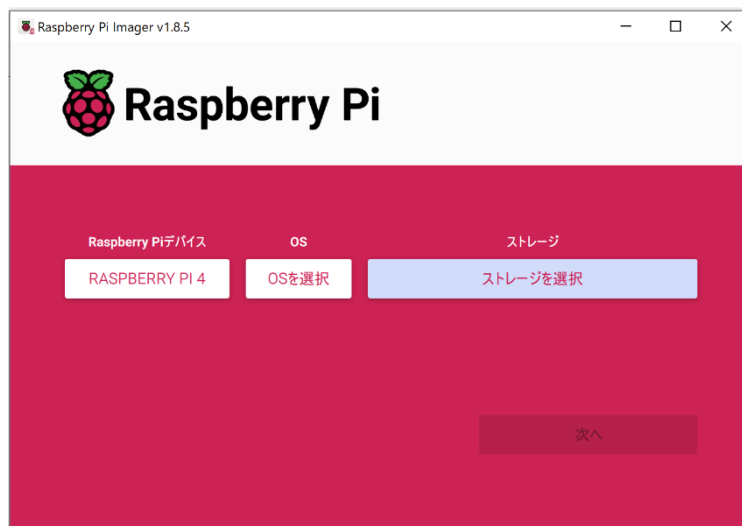 Raspberry Pi Imager v1.8.5
Raspberry Pi
Raspberry Piデバイス OS ストレージ
RASPBERRY PI 4 OSを選択 ストレージを選択
次へ